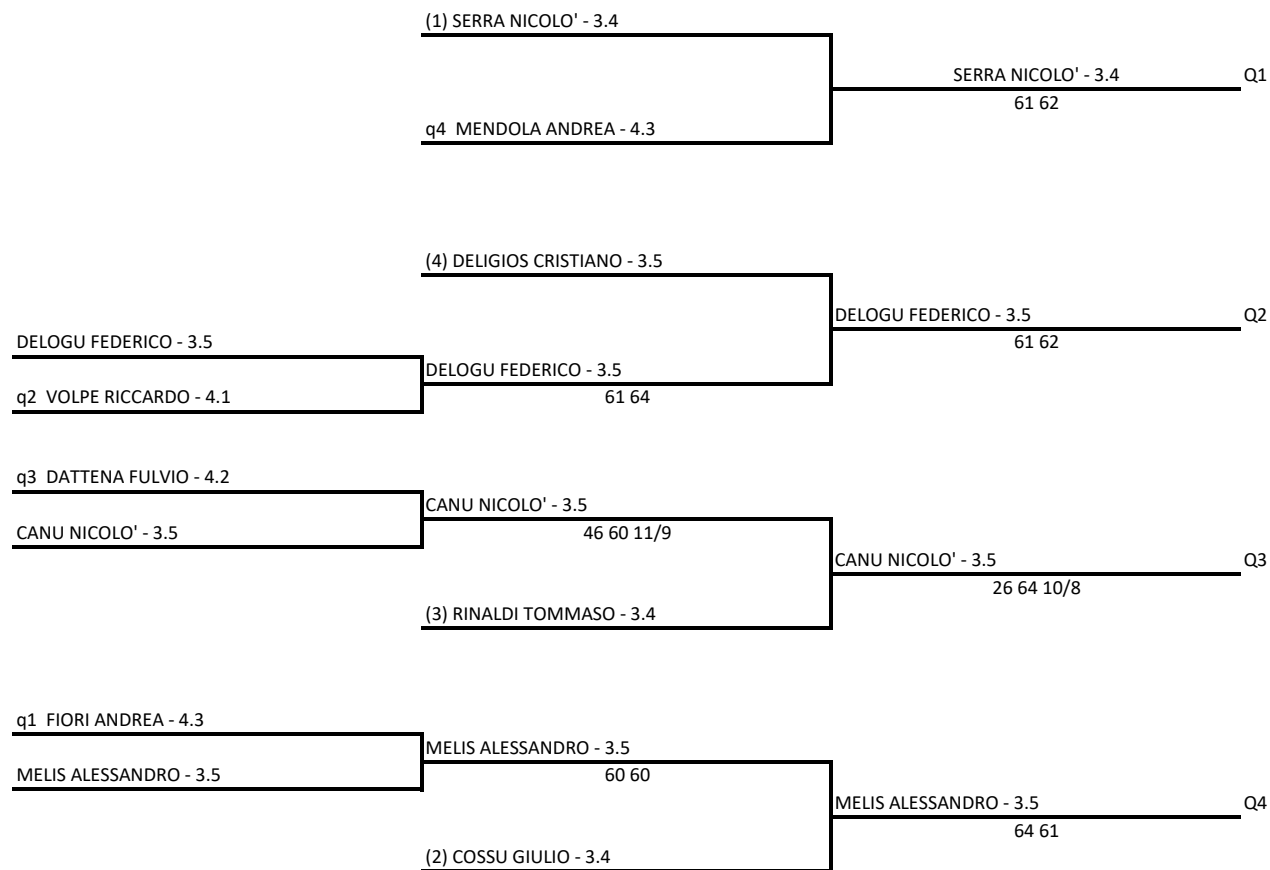 (1) SERRA NICOLO' - 3.4
SERRA NICOLO' - 3.4 Q1
61 62
q4 MENDOLA ANDREA - 4.3
(4) DELIGIOS CRISTIANO - 3.5
DELOGU FEDERICO - 3.5 Q2
DELOGU FEDERICO - 3.5
61 62
DELOGU FEDERICO - 3.5
q2 VOLPE RICCARDO - 4.1
61 64
q3 DATTENA FULVIO - 4.2
CANU NICOLO' - 3.5
CANU NICOLO' - 3.5
46 60 11/9
CANU NICOLO' - 3.5 Q3
26 64 10/8
(3) RINALDI TOMMASO - 3.4
q1 FIORI ANDREA - 4.3
MELIS ALESSANDRO - 3.5
MELIS ALESSANDRO - 3.5
60 60
MELIS ALESSANDRO - 3.5 Q4
64 61
(2) COSSU GIULIO - 3.4